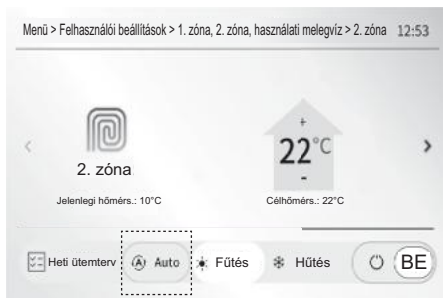 Menü > Felhasználói beállítások > 1. zóna, 2. zóna, használati melegvíz > 2. zóna 12:53
+
22°C
-
2. zóna
Jelenlegi hőmérs.: 10°C Célhőmérs.: 22°C
Heti ütemterv A Auto Fűtés Hűtés BE